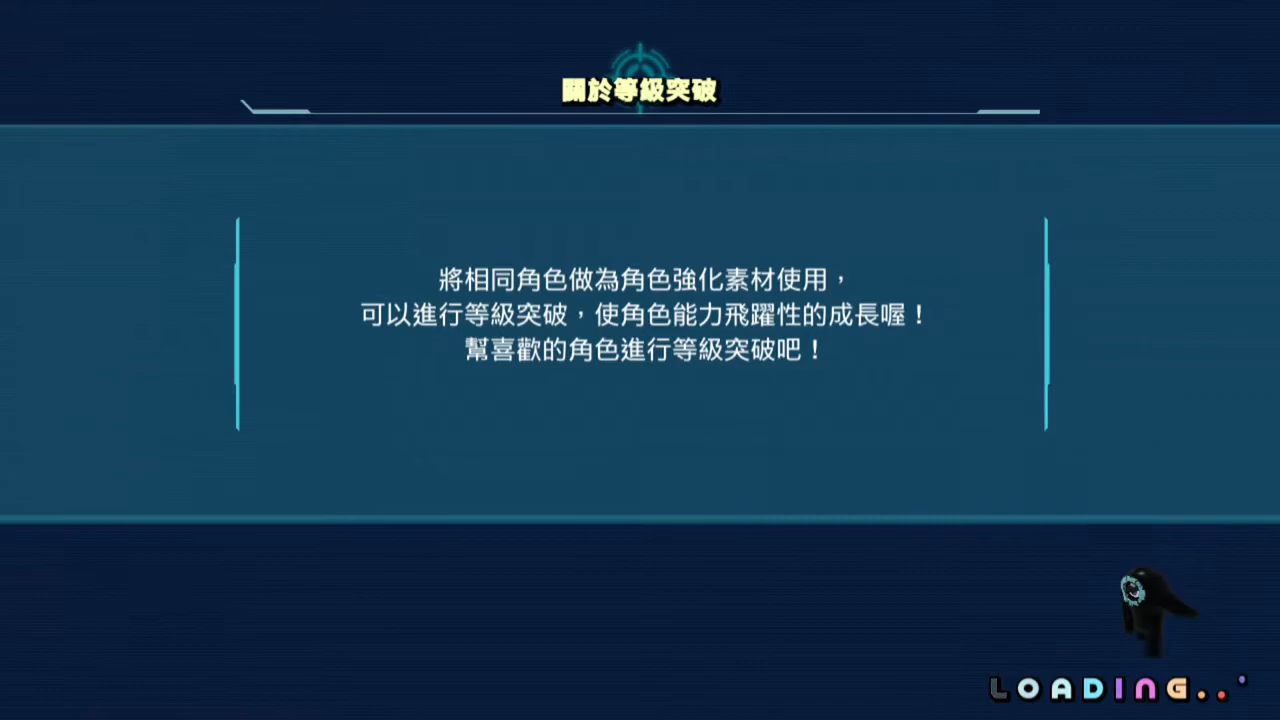 關於等級突破
將相同角色做為角色強化素材使用，
可以進行等級突破，使角色能力飛躍性的成長喔！
幫喜歡的角色進行等級突破吧！
LOADING...